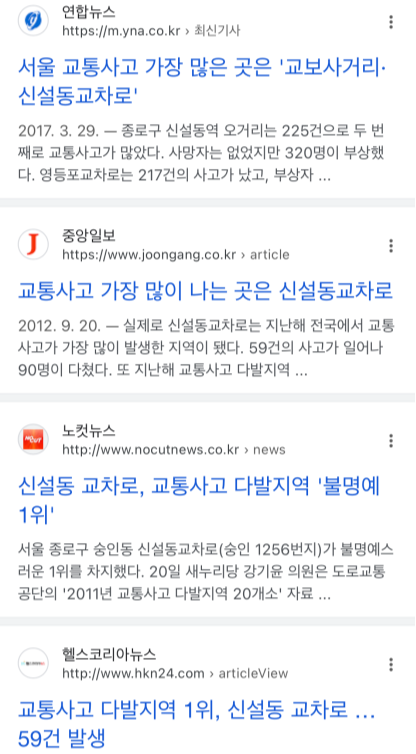 연합뉴스
https://m.yna.co.kr › 최신기사
서울 교통사고 가장 많은 곳은 '교보사거리·
신설동교차로'
2017. 3. 29. — 종로구 신설동역 오거리는 225건으로 두 번
째로 교통사고가 많았다. 사망자는 없었지만 320명이 부상했
다. 영등포교차로는 217건의 사고가 났고, 부상자 ...
J
중앙일보
https://www.joongang.co.kr › article
교통사고 가장 많이 나는 곳은 신설동교차로
2012. 9. 20. — 실제로 신설동교차로는 지난해 전국에서 교통
사고가 가장 많이 발생한 지역이 됐다. 59건의 사고가 일어나
90명이 다쳤다. 또 지난해 교통사고 다발지역 ...
노컷뉴스
http://www.nocutnews.co.kr › news
신설동 교차로, 교통사고 다발지역 '불명예
1위'
서울 종로구 숭인동 신설동교차로(숭인 1256번지)가 불명예스
러운 1위를 차지했다. 20일 새누리당 강기윤 의원은 도로교통
공단의 '2011년 교통사고 다발지역 20개소' 자료 ...
헬스코리아뉴스
http://www.hkn24.com › articleView
교통사고 다발지역 1위, 신설동 교차로 ...
59건 발생